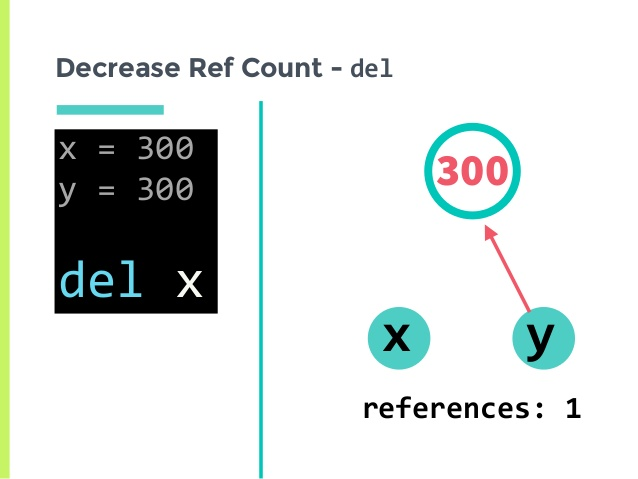 Decrease Ref Count - del
x = 300
y = 300
del x
300
x
y
references: 1